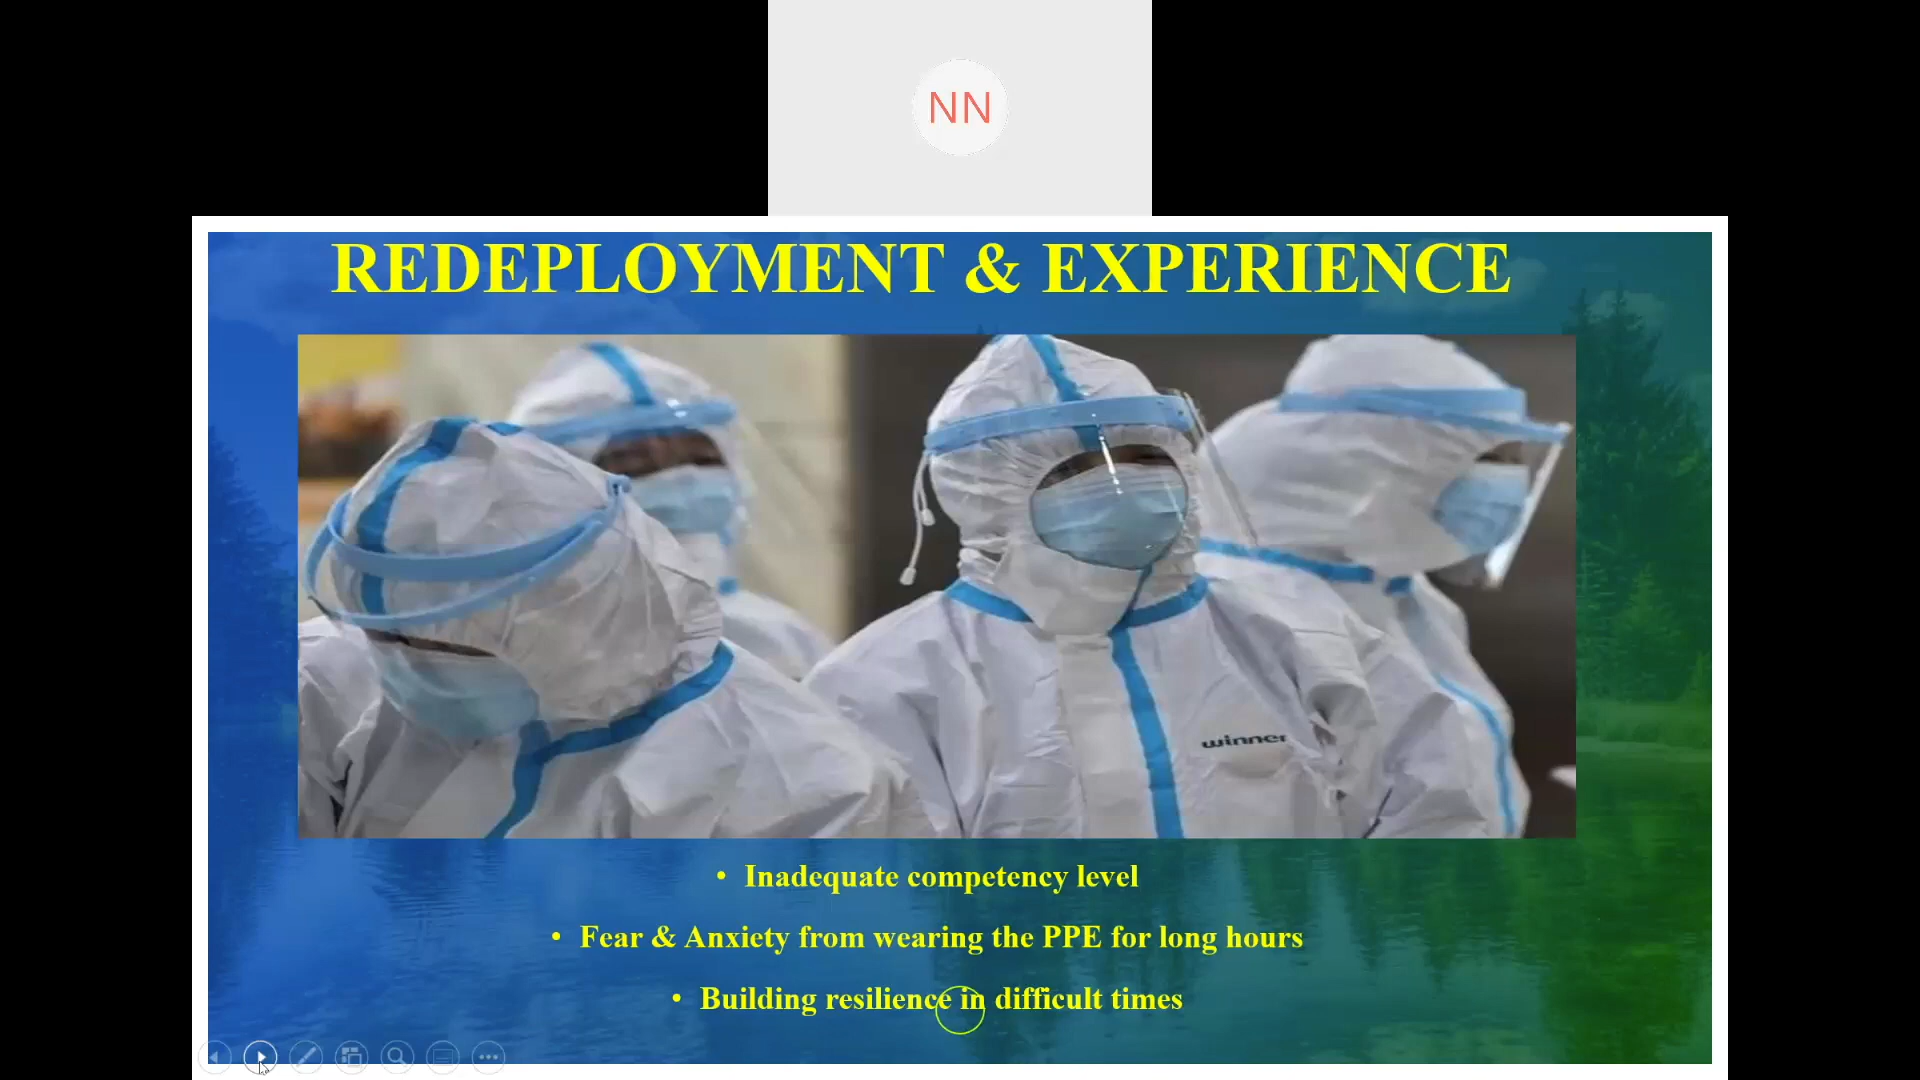 NN
REDEPLOYMENT & EXPERIENCE
winner
• Inadequate competency level
• Fear & Anxiety from wearing the PPE for long hours
• Building resilience in difficult times